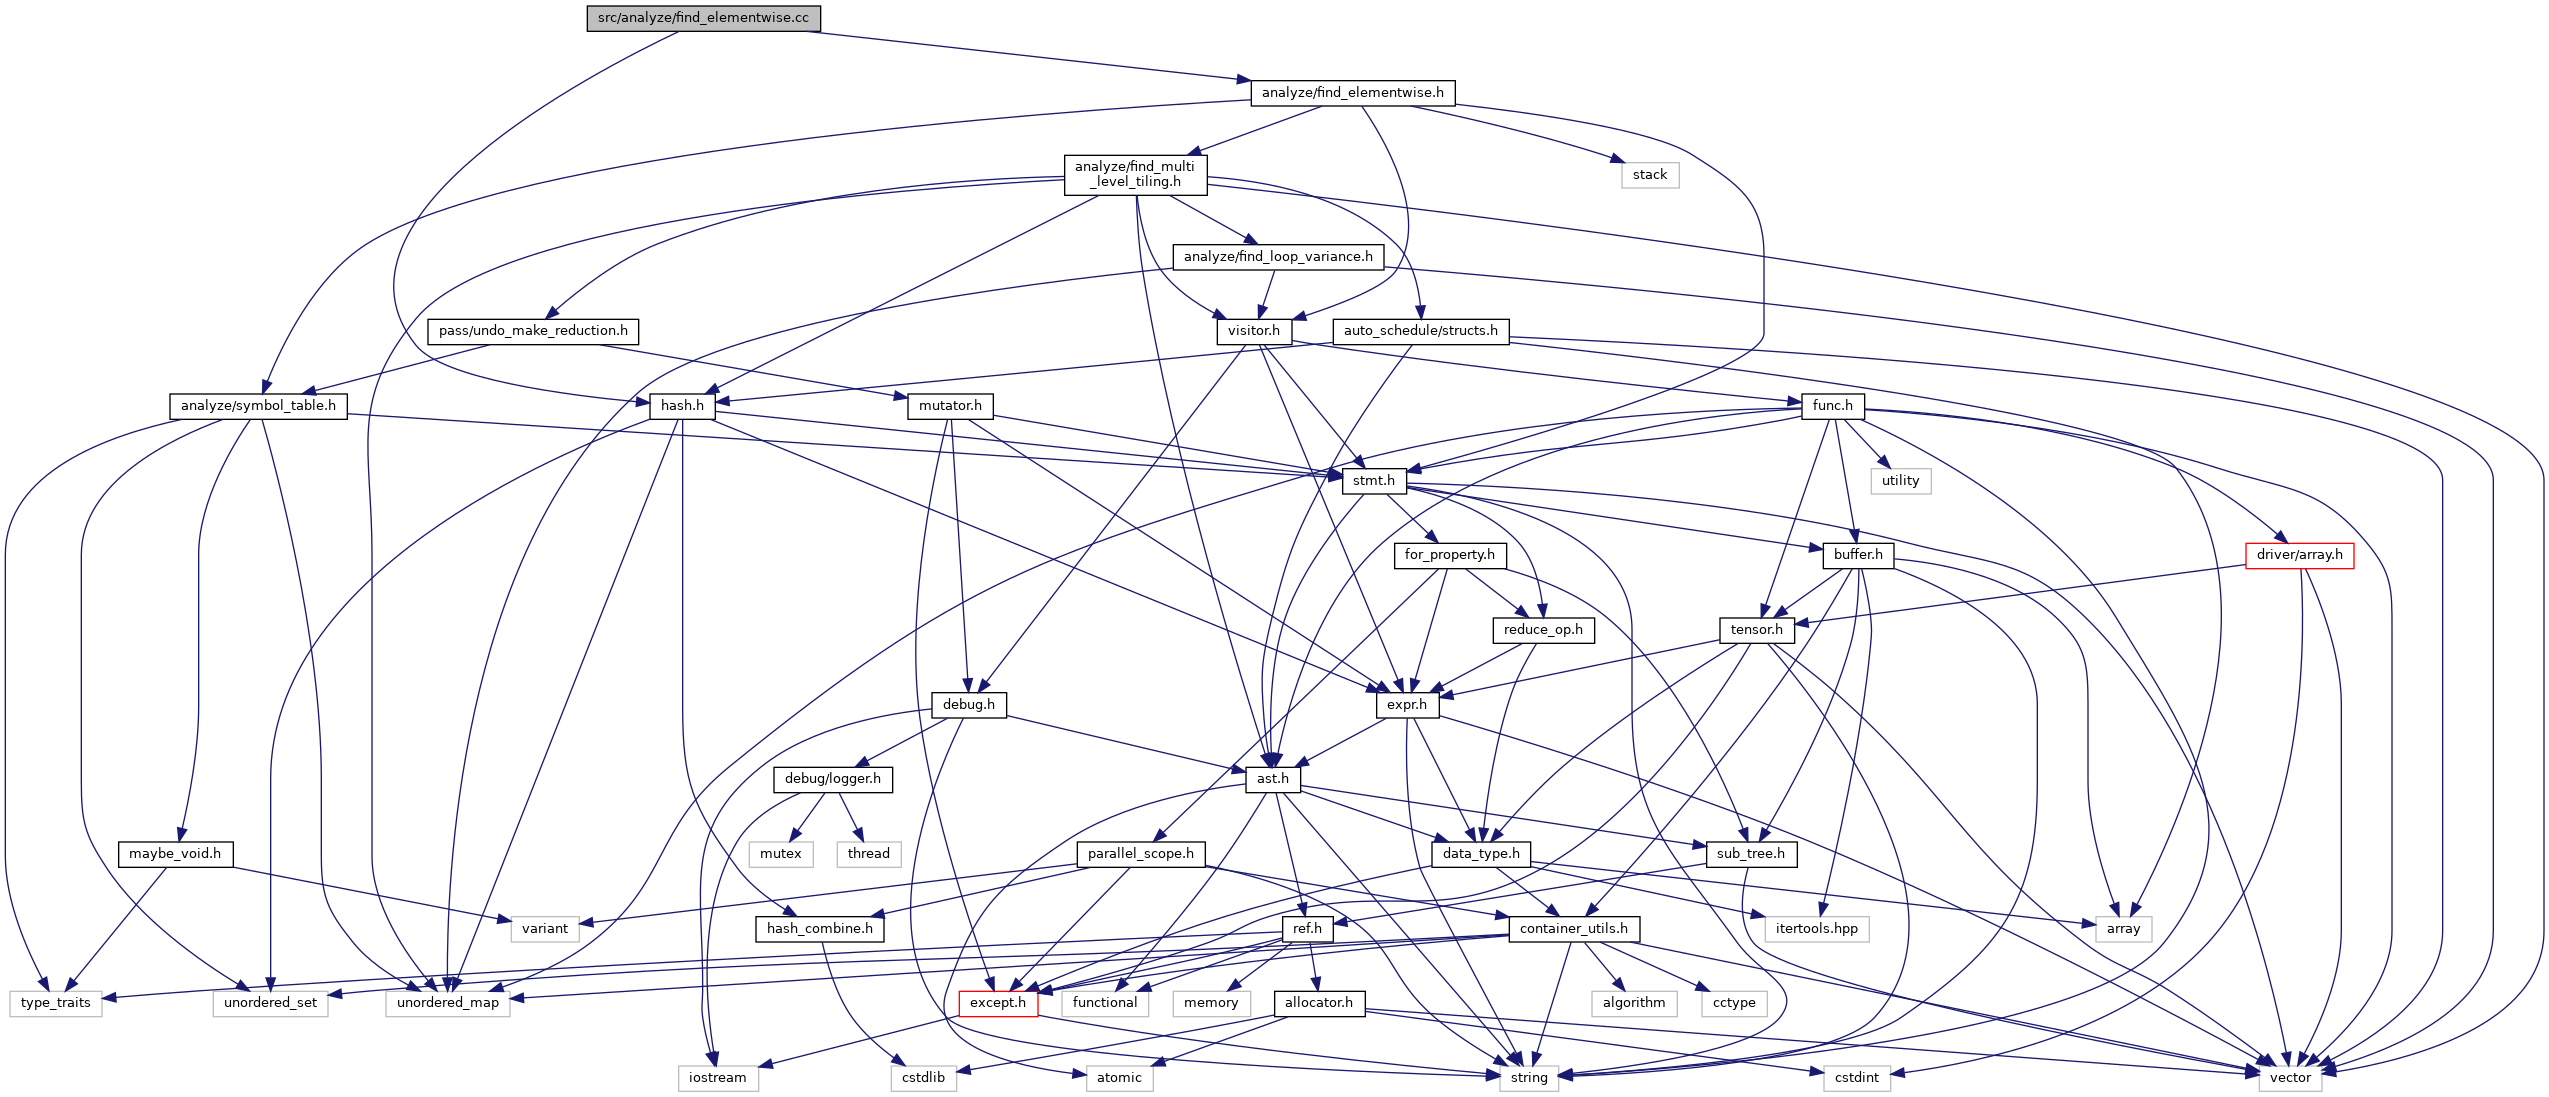 src/analyze/find_elementwise.cc
analyze/find_elementwise.h
analyze/find_multi
_level_tiling.h
stack
analyze/find_loop_variance.h
pass/undo_make_reduction.h
visitor.h
auto_schedule/structs.h
analyze/symbol_table.h
hash.h
mutator.h
func.h
stmt.h
utility
for_property.h
buffer.h
driver/array.h
reduce_op.h
tensor.h
debug.h
expr.h
debug/logger.h
ast.h
maybe_void.h
mutex
thread
parallel_scope.h
data_type.h
sub_tree.h
variant
hash_combine.h
ref.h
container_utils.h
itertools.hpp
array
type_traits
unordered_set
unordered_map
except.h
functional
memory
allocator.h
algorithm
cctype
iostream
cstdlib
atomic
string
cstdint
vector